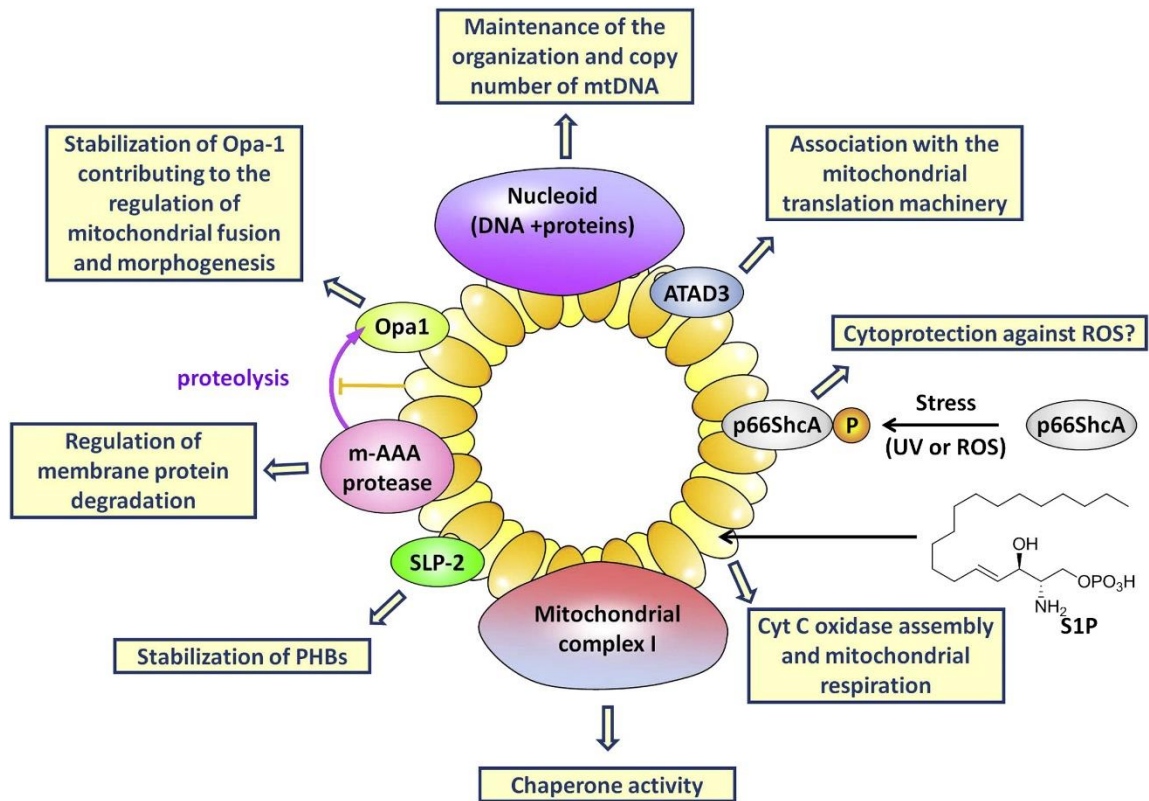 Maintenance of the
organization and copy
number of mtDNA
Stabilization of Opa-1
contributing to the
regulation of
mitochondrial fusion
and morphogenesis
Association with the
mitochondrial
translation machinery
Nucleoid
(DNA +proteins)
ATAD3
Opa1
Cytoprotection against ROS?
proteolysis
p66ShcA
P
Stress
(UV or ROS)
p66ShcA
Regulation of
membrane protein
degradation
m-AAA
protease
SLP-2
OH
OPO3H
NH2
S1P
Mitochondrial
complex I
Cyt C oxidase assembly
and mitochondrial
respiration
Stabilization of PHBs
Chaperone activity